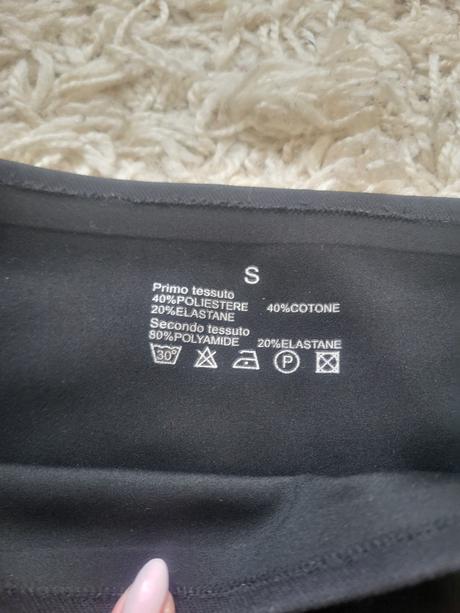 S
Primo tessuto
40%POLIESTERE 40%COTONE
20%ELASTANE
Secondo tessuto
80%POLYAMIDE 20%ELASTANE
30° P